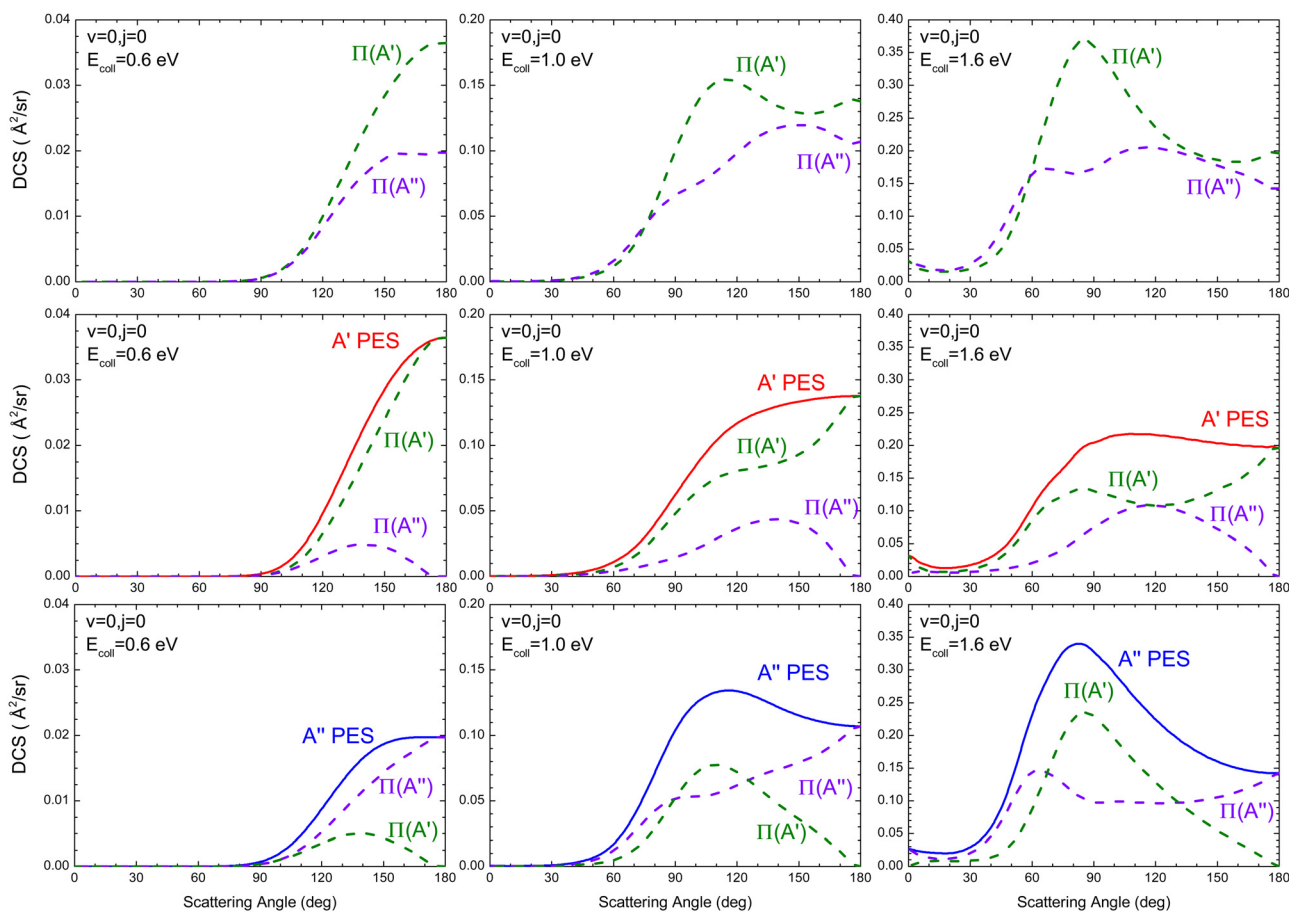 0.04
0.03
0.02
0.01
0.00
DCS ( Å²/sr)
v=0,j=0
E_coll=0.6 eV
Π(A')
Π(A'')
0 30 60 90 120 150 180
0.20
0.15
0.10
0.05
0.00
v=0,j=0
E_coll=1.0 eV
Π(A')
Π(A'')
0 30 60 90 120 150 180
0.40
0.35
0.30
0.25
0.20
0.15
0.10
0.05
0.00
v=0,j=0
E_coll=1.6 eV
Π(A')
Π(A'')
0 30 60 90 120 150 180
0.04
0.03
0.02
0.01
0.00
DCS ( Å²/sr)
v=0,j=0
E_coll=0.6 eV
A' PES
Π(A')
Π(A'')
0 30 60 90 120 150 180
0.20
0.15
0.10
0.05
0.00
v=0,j=0
E_coll=1.0 eV
A' PES
Π(A')
Π(A'')
0 30 60 90 120 150 180
0.40
0.35
0.30
0.25
0.20
0.15
0.10
0.05
0.00
v=0,j=0
E_coll=1.6 eV
A' PES
Π(A')
Π(A'')
0 30 60 90 120 150 180
0.04
0.03
0.02
0.01
0.00
DCS ( Å²/sr)
v=0,j=0
E_coll=0.6 eV
A'' PES
Π(A'')
Π(A')
0 30 60 90 120 150 180
Scattering Angle (deg)
0.20
0.15
0.10
0.05
0.00
v=0,j=0
E_coll=1.0 eV
A'' PES
Π(A'')
Π(A')
0 30 60 90 120 150 180
Scattering Angle (deg)
0.40
0.35
0.30
0.25
0.20
0.15
0.10
0.05
0.00
v=0,j=0
E_coll=1.6 eV
A'' PES
Π(A')
Π(A'')
0 30 60 90 120 150 180
Scattering Angle (deg)